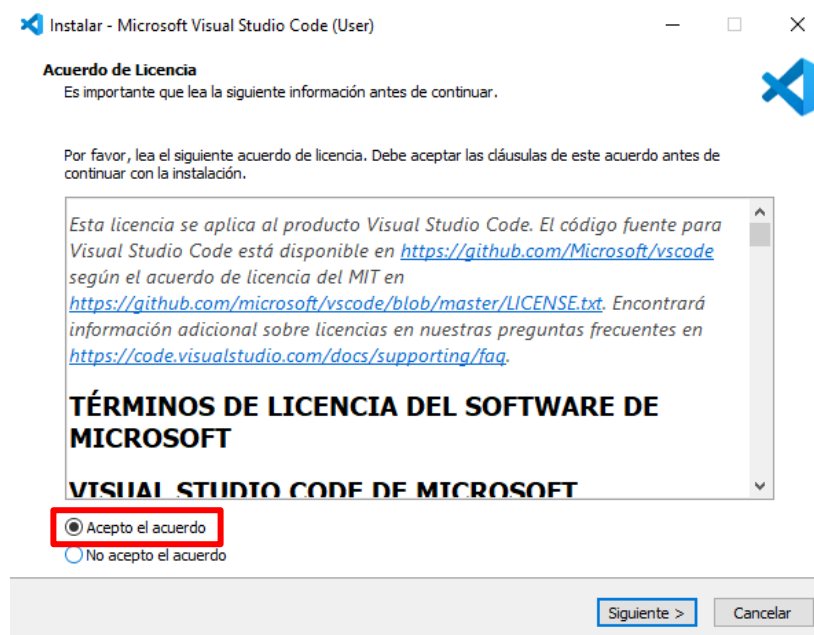 Instalar - Microsoft Visual Studio Code (User)
Acuerdo de Licencia
Es importante que lea la siguiente información antes de continuar.
Por favor, lea el siguiente acuerdo de licencia. Debe aceptar las cláusulas de este acuerdo antes de
continuar con la instalación.
Esta licencia se aplica al producto Visual Studio Code. El código fuente para
Visual Studio Code está disponible en https://github.com/Microsoft/vscode
según el acuerdo de licencia del MIT en
https://github.com/microsoft/vscode/blob/master/LICENSE.txt. Encontrará
información adicional sobre licencias en nuestras preguntas frecuentes en
https://code.visualstudio.com/docs/supporting/faq.
TÉRMINOS DE LICENCIA DEL SOFTWARE DE
MICROSOFT
VISUAL STUDIO CODE DE MICROSOFT
Acepto el acuerdo
No acepto el acuerdo
Siguiente >
Cancelar